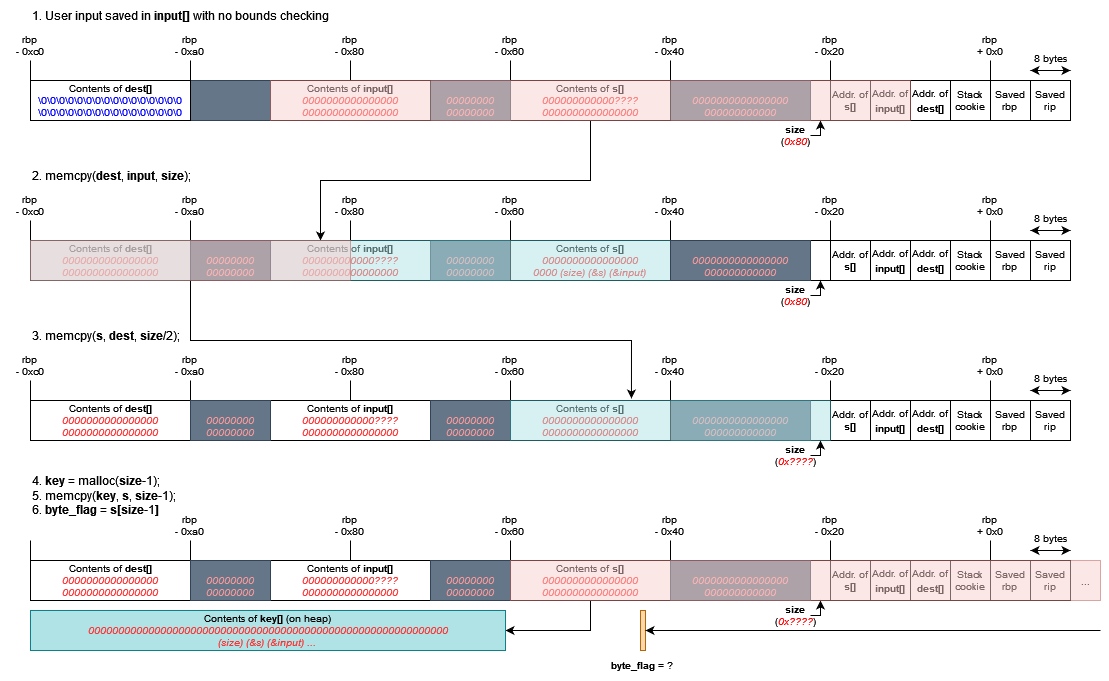 1. User input saved in input[] with no bounds checking
rbp rbp rbp rbp rbp rbp rbp
- 0xc0 - 0xa0 - 0x80 - 0x60 - 0x40 - 0x20 + 0x0 8 bytes
Contents of dest[] Contents of input[] Contents of s[] Addr. of s[] Addr. of input[] Addr. of dest[] Stack cookie Saved rbp Saved rip
\0\0\0\0\0\0\0\0\0\0\0\0\0\0\0\0 0000000000000000 00000000 000000000000???? 0000000000000000
\0\0\0\0\0\0\0\0\0\0\0\0\0\0\0\0 0000000000000000 00000000 0000000000000000 000000000000
size
(0x80)
2. memcpy(dest, input, size);
rbp rbp rbp rbp rbp rbp rbp
- 0xc0 - 0xa0 - 0x80 - 0x60 - 0x40 - 0x20 + 0x0 8 bytes
Contents of dest[] Contents of input[] Contents of s[] Addr. of s[] Addr. of input[] Addr. of dest[] Stack cookie Saved rbp Saved rip
0000000000000000 00000000 000000000000???? 00000000 0000000000000000 0000000000000000
0000000000000000 00000000 0000000000000000 00000000 0000 (size) (&s) (&input) 000000000000
size
(0x80)
3. memcpy(s, dest, size/2);
rbp rbp rbp rbp rbp rbp rbp
- 0xc0 - 0xa0 - 0x80 - 0x60 - 0x40 - 0x20 + 0x0 8 bytes
Contents of dest[] Contents of input[] Contents of s[] Addr. of s[] Addr. of input[] Addr. of dest[] Stack cookie Saved rbp Saved rip
0000000000000000 00000000 000000000000???? 00000000 0000000000000000 0000000000000000
0000000000000000 00000000 0000000000000000 00000000 0000000000000000 000000000000
size
(0x????)
4. key = malloc(size-1);
5. memcpy(key, s, size-1);
6. byte_flag = s[size-1]
rbp rbp rbp rbp rbp rbp
- 0xa0 - 0x80 - 0x60 - 0x40 - 0x20 + 0x0 8 bytes
Contents of dest[] Contents of input[] Contents of s[] Addr. of s[] Addr. of input[] Addr. of dest[] Stack cookie Saved rbp Saved rip ...
0000000000000000 00000000 000000000000???? 00000000 0000000000000000 0000000000000000
0000000000000000 00000000 0000000000000000 00000000 0000000000000000 000000000000
size
(0x????)
Contents of key[] (on heap)
000000000000000000000000000000000000000000000000000000000000
(size) (&s) (&input) ...
byte_flag = ?